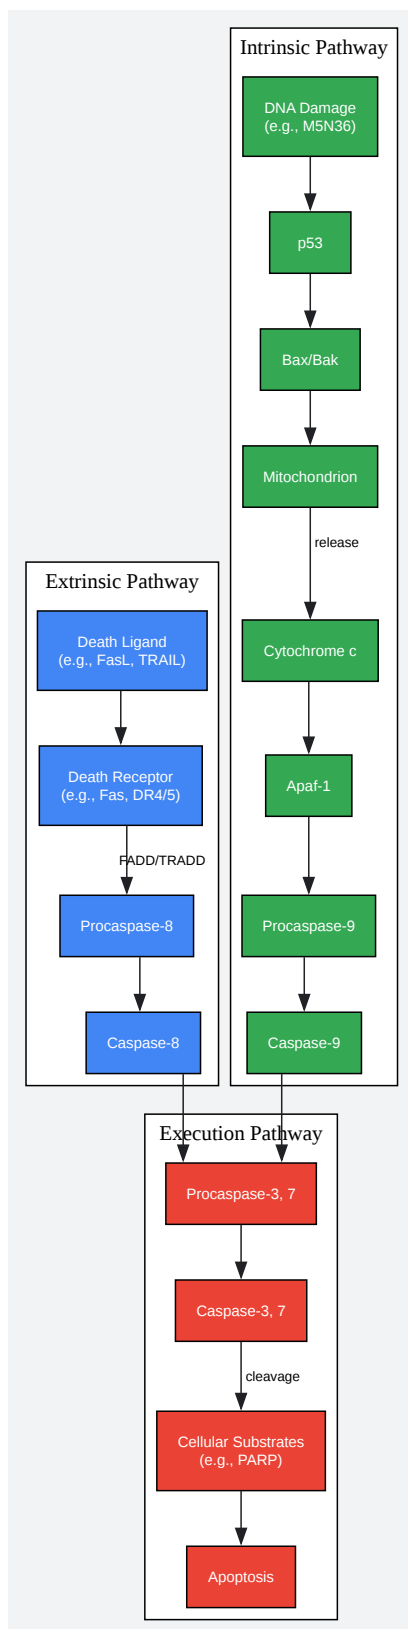 Intrinsic Pathway
DNA Damage
(e.g., M5N36)
p53
Bax/Bak
Mitochondrion
release
Cytochrome c
Apaf-1
Procaspase-9
Caspase-9
Extrinsic Pathway
Death Ligand
(e.g., FasL, TRAIL)
Death Receptor
(e.g., Fas, DR4/5)
FADD/TRADD
Procaspase-8
Caspase-8
Execution Pathway
Procaspase-3, 7
Caspase-3, 7
cleavage
Cellular Substrates
(e.g., PARP)
Apoptosis